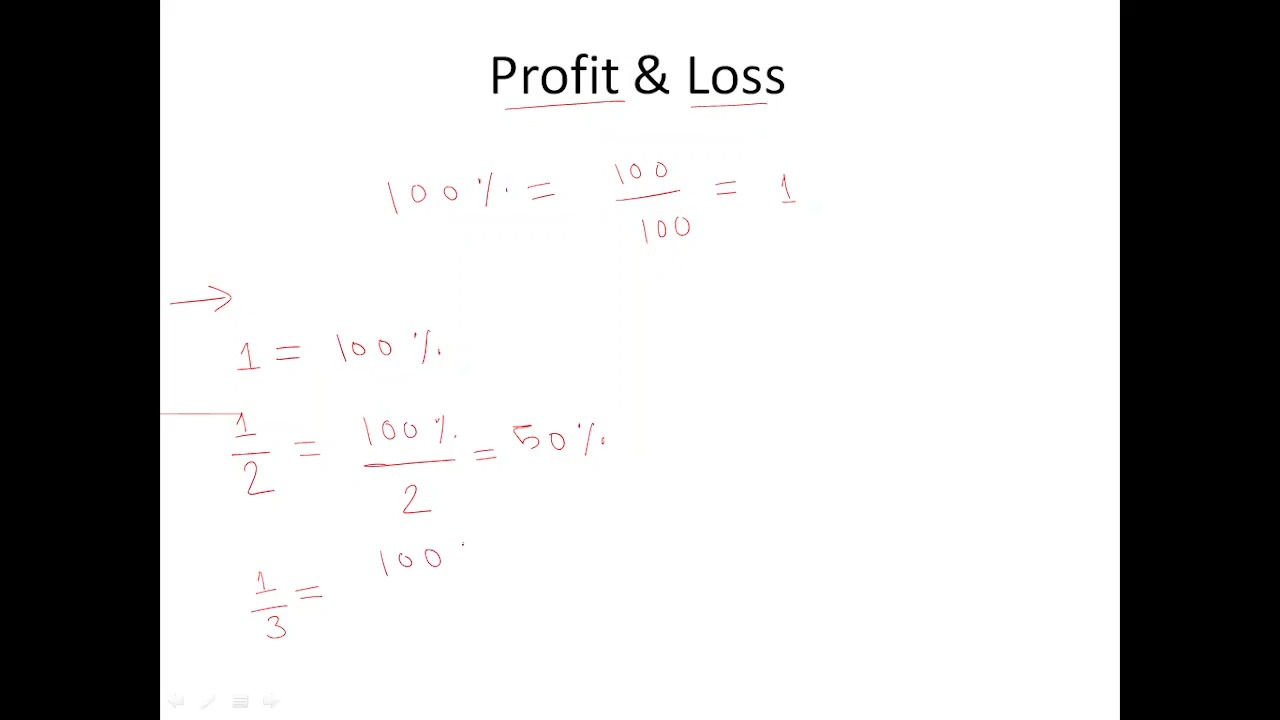 Profit & Loss
100% = 100/100 = 1
1 = 100%
1/2 = 100%/2 = 50%
1/3 = 100